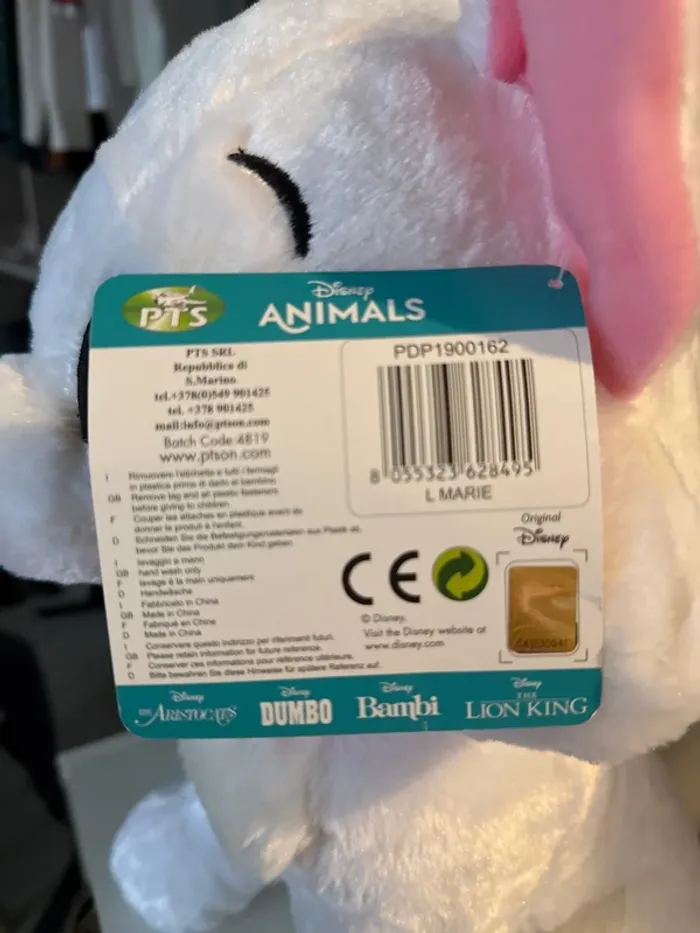 PTS
Disney
ANIMALS
PTS SRL
Repubblica di
S.Marino
tel.+378(0)549 901425
tel. +378 901425
mail:info@ptson.com
Batch Code 4819
www.ptson.com
PDP1900162
8 055323 628495
L MARIE
I Rimuovere l'etichetta e tutti i fermagli
in plastica prima di darlo al bambino
GB Remove tag and all plastic fasteners
before giving to children.
F Couper les attaches en plastique avant de
donner le produit à l'enfant.
D Schneiden Sie die Befestigungsmaterialien aus Plastik ab,
bevor Sie das Produkt dem Kind geben.
I lavaggio a mano
GB hand wash only
F lavage à la main uniquement
D Handwäsche
I Fabbricato in China
GB Made in China
F Fabriqué en Chine
D Made in China
I Conservare questo indirizzo per riferimenti futuri.
GB Please retain information for future reference.
F Conserver ces informations pour référence ultérieure.
D Bitte bewahren Sie diese Hinweise für spätere Referenz auf.
CE
© Disney.
Visit the Disney website at
www.disney.com
Original
Disney
Disney
THE ARISTOCATS
Disney
DUMBO
Disney
Bambi
Disney
THE
LION KING